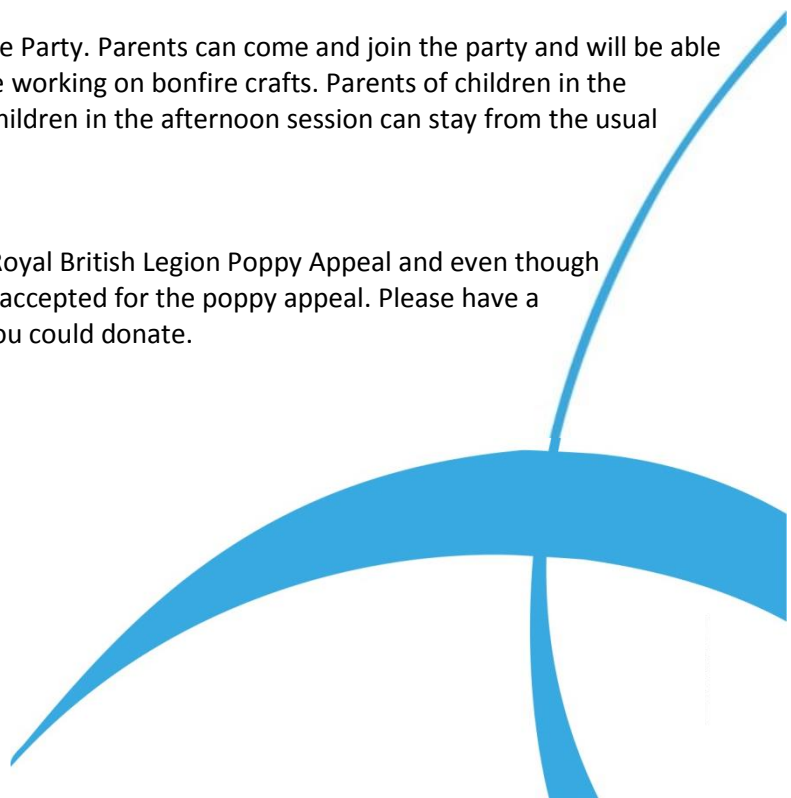 e Party. Parents can come and join the party and will be able
e working on bonfire crafts. Parents of children in the
hildren in the afternoon session can stay from the usual
Royal British Legion Poppy Appeal and even though
accepted for the poppy appeal. Please have a
ou could donate.